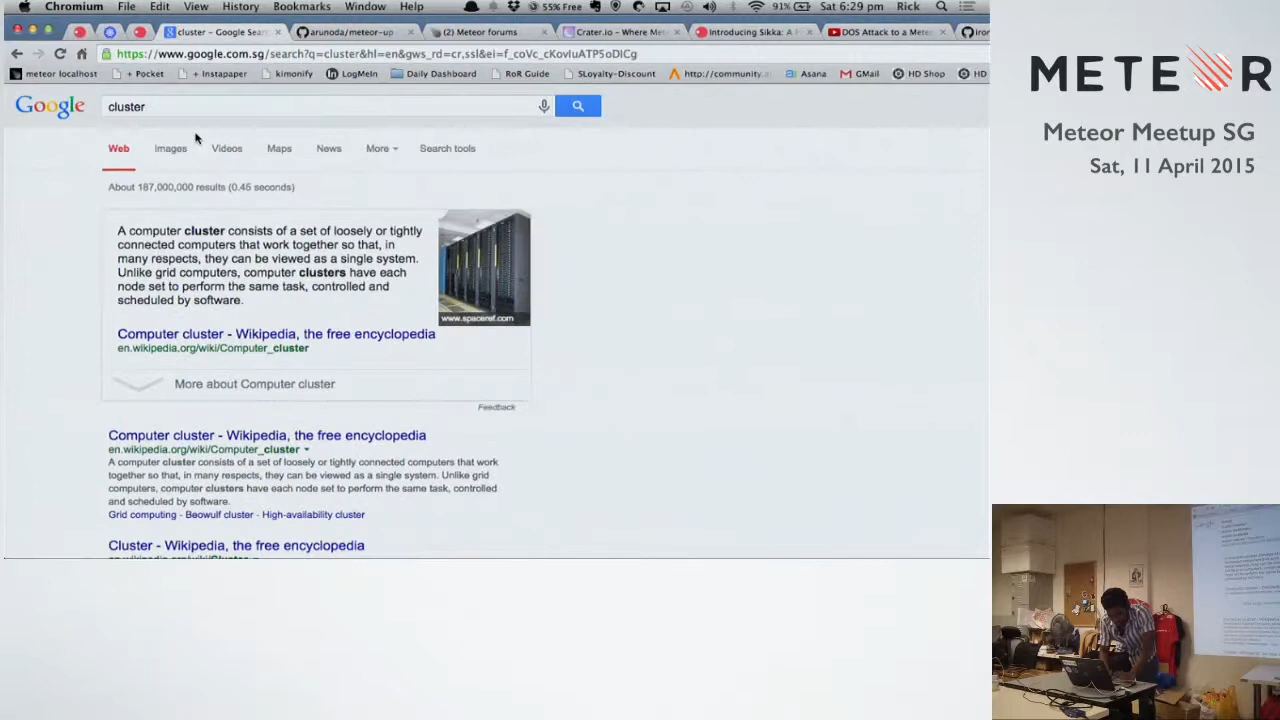 Chromium File Edit View History Bookmarks Window Help 55% Free 91% Sat 6:29 pm Rick
cluster - Google Sear
arunoda/meteor-up
(2) Meteor forums
Crater.io - Where Mete
Introducing Sikka: A F
DOS Attack to a Mete
iron
https://www.google.com.sg/search?q=cluster&hl=en&gws_rd=cr,ssl&ei=f_coVc_cKovluATP5oDICg
meteor localhost + Pocket + Instapaper kimonify LogMeIn Daily Dashboard RoR Guide SLoyalty-Discount http://community. Asana GMail HD Shop HD
Google cluster
Web Images Videos Maps News More Search tools
About 187,000,000 results (0.45 seconds)
A computer cluster consists of a set of loosely or tightly
connected computers that work together so that, in
many respects, they can be viewed as a single system.
Unlike grid computers, computer clusters have each
node set to perform the same task, controlled and
scheduled by software.
www.spaceref.com
Computer cluster - Wikipedia, the free encyclopedia
en.wikipedia.org/wiki/Computer_cluster
More about Computer cluster
Feedback
Computer cluster - Wikipedia, the free encyclopedia
en.wikipedia.org/wiki/Computer_cluster
A computer cluster consists of a set of loosely or tightly connected computers that work
together so that, in many respects, they can be viewed as a single system. Unlike grid
computers, computer clusters have each node set to perform the same task, controlled
and scheduled by software.
Grid computing - Beowulf cluster - High-availability cluster
Cluster - Wikipedia, the free encyclopedia
METEOR
Meteor Meetup SG
Sat, 11 April 2015